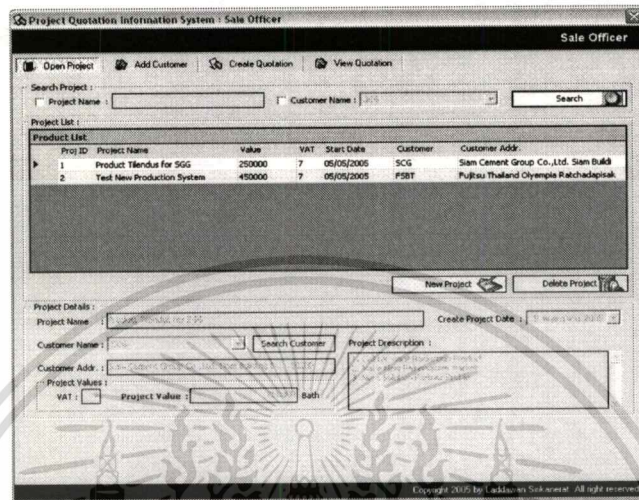 Project Quotation Information System : Sale Officer
Sale Officer
Open Project Add Customer Create Quotation View Quotation
Search Project :
Project Name : Customer Name : Search
Project List :
Product List
Proj ID Project Name Value VAT Start Date Customer Customer Addr.
1 Product Tilendus for SGG 250000 7 05/05/2005 SCG Siam Cement Group Co.,Ltd. Siam Buildi
2 Test New Production System 450000 7 05/05/2005 FSBT Fujitsu Thailand Olyempia Ratchadapisak
New Project Delete Project
Project Details :
Project Name : Create Project Date :
Customer Name : Search Customer Project Drescription :
Customer Addr. :
Project Values :
VAT : Project Value : Bath
Copyright 2005 by Laddawan Sinkanerat. All right reserved